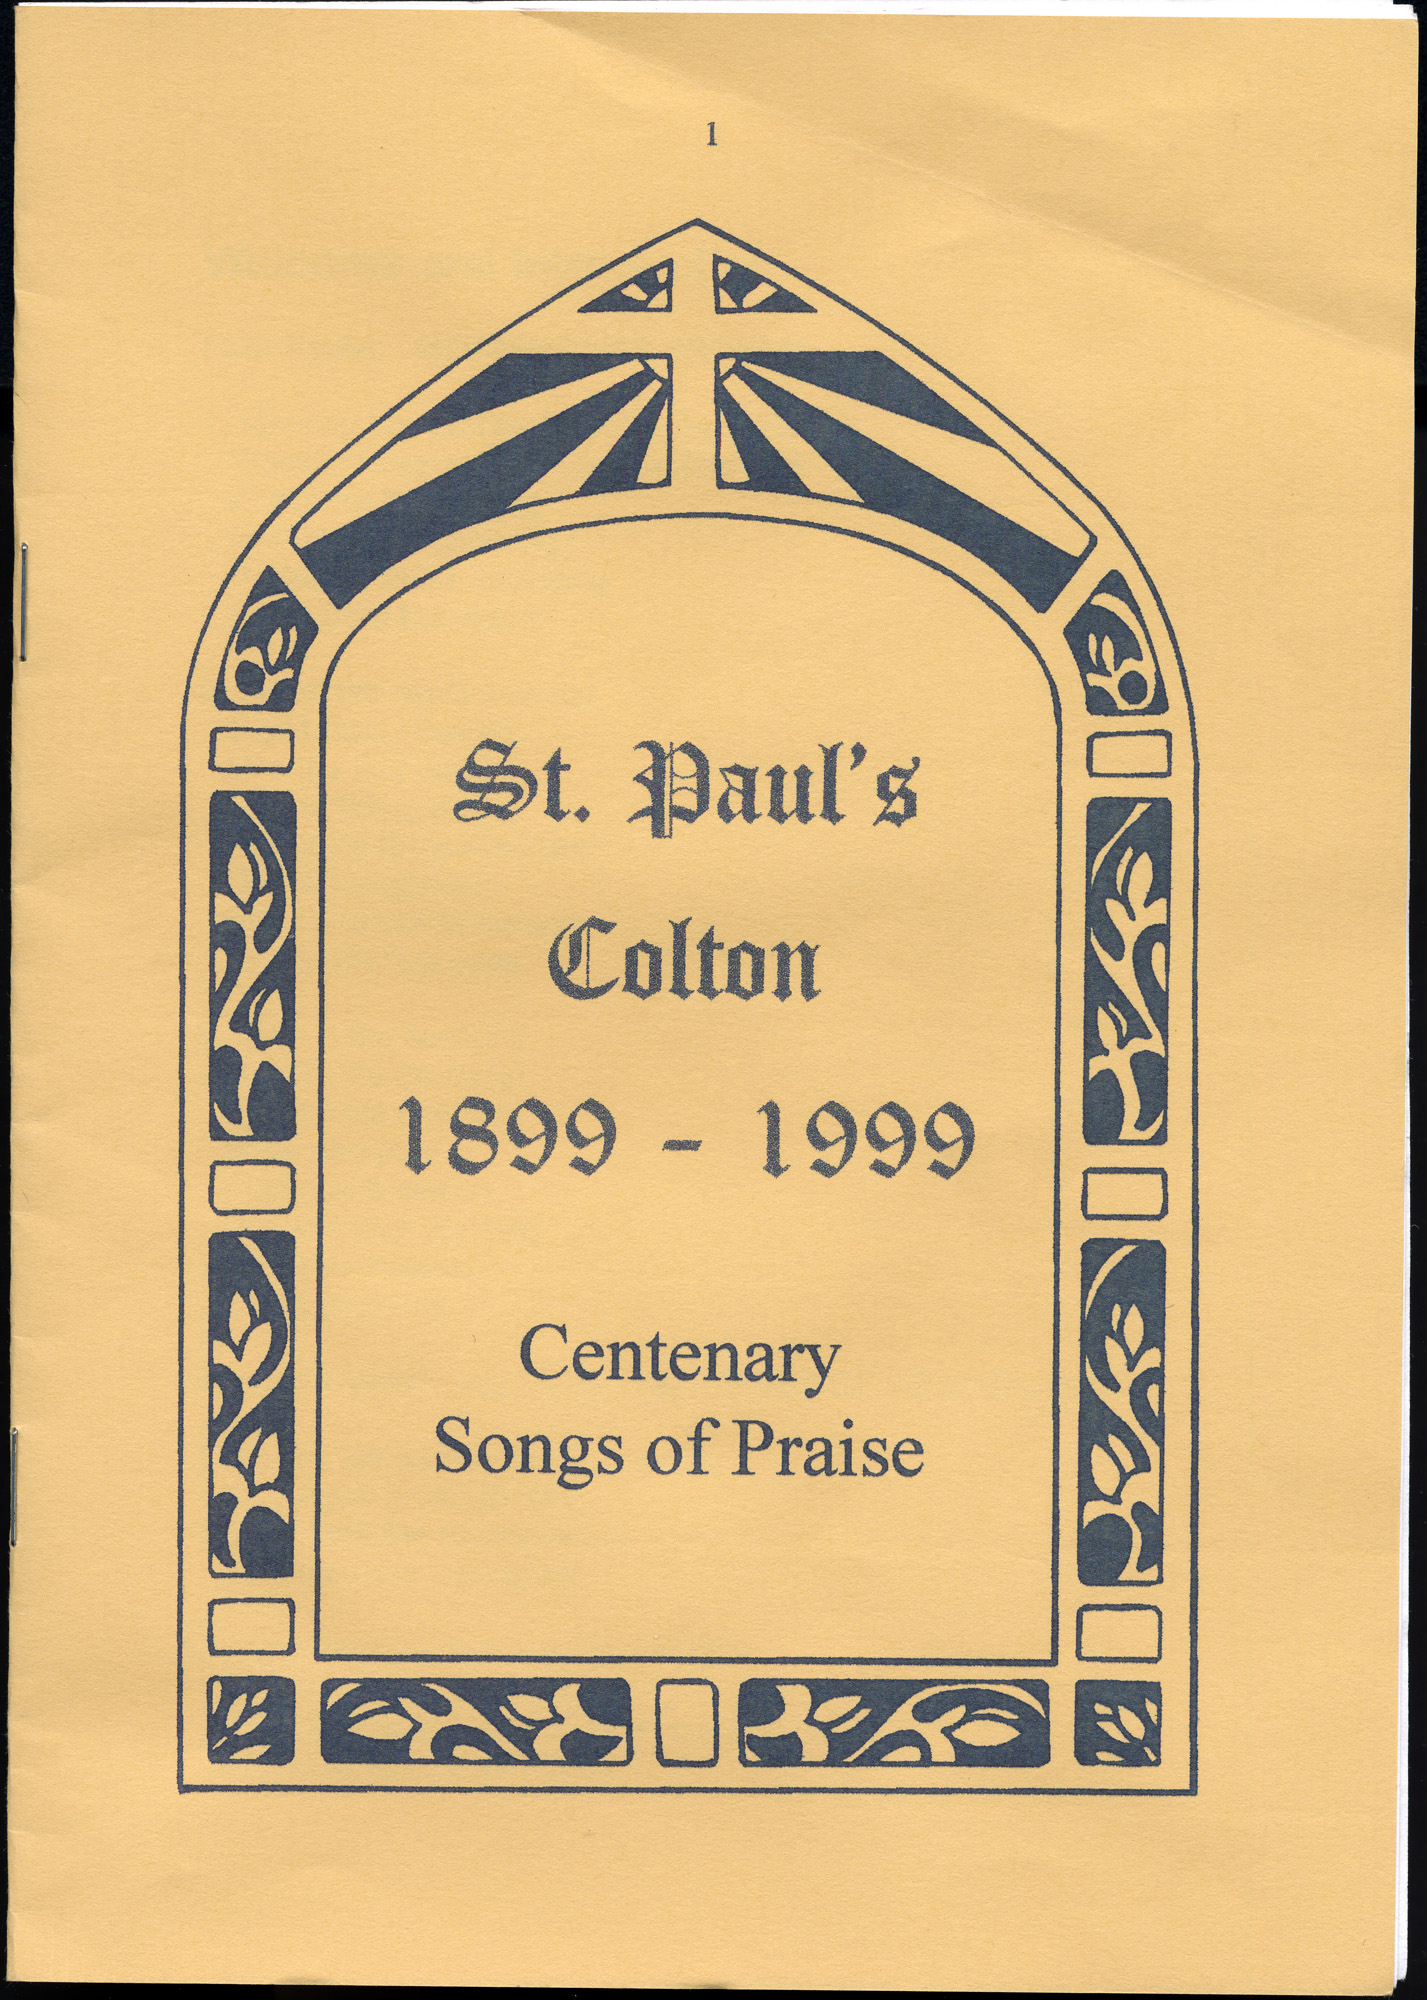 1
St. Paul's
Colton
1899 - 1999
Centenary
Songs of Praise